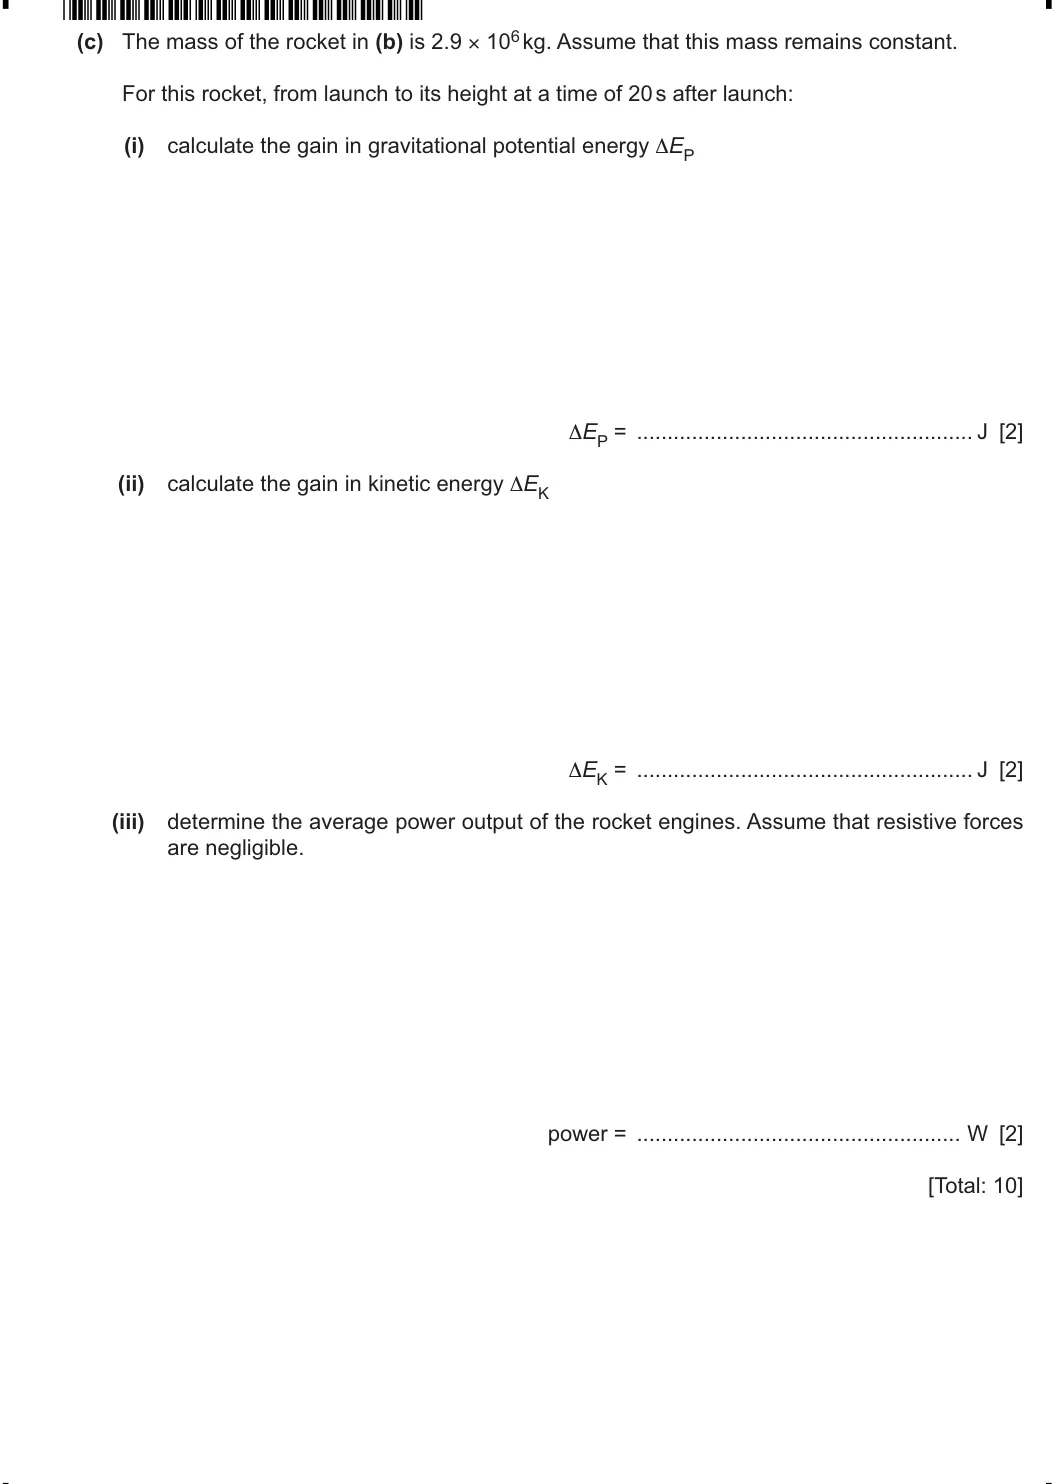 (c) The mass of the rocket in (b) is 2.9 × 10⁶ kg. Assume that this mass remains constant.
For this rocket, from launch to its height at a time of 20 s after launch:
(i) calculate the gain in gravitational potential energy ΔE_P
ΔE_P = ....................................................... J [2]
(ii) calculate the gain in kinetic energy ΔE_K
ΔE_K = ....................................................... J [2]
(iii) determine the average power output of the rocket engines. Assume that resistive forces
are negligible.
power = ..................................................... W [2]
[Total: 10]